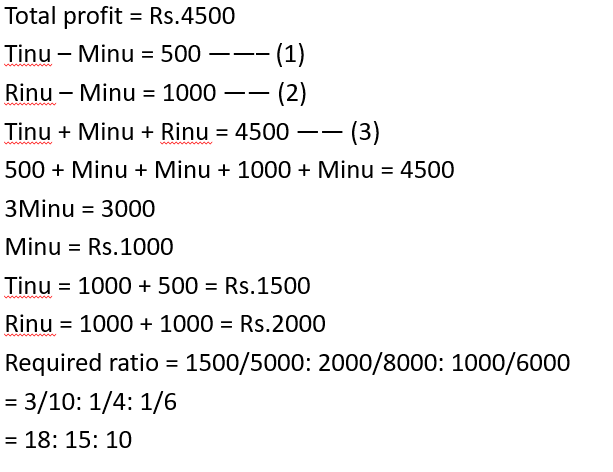 Total profit = Rs.4500
Tinu – Minu = 500 ——– (1)
Rinu – Minu = 1000 —— (2)
Tinu + Minu + Rinu = 4500 —— (3)
500 + Minu + Minu + 1000 + Minu = 4500
3Minu = 3000
Minu = Rs.1000
Tinu = 1000 + 500 = Rs.1500
Rinu = 1000 + 1000 = Rs.2000
Required ratio = 1500/5000: 2000/8000: 1000/6000
= 3/10: 1/4: 1/6
= 18: 15: 10